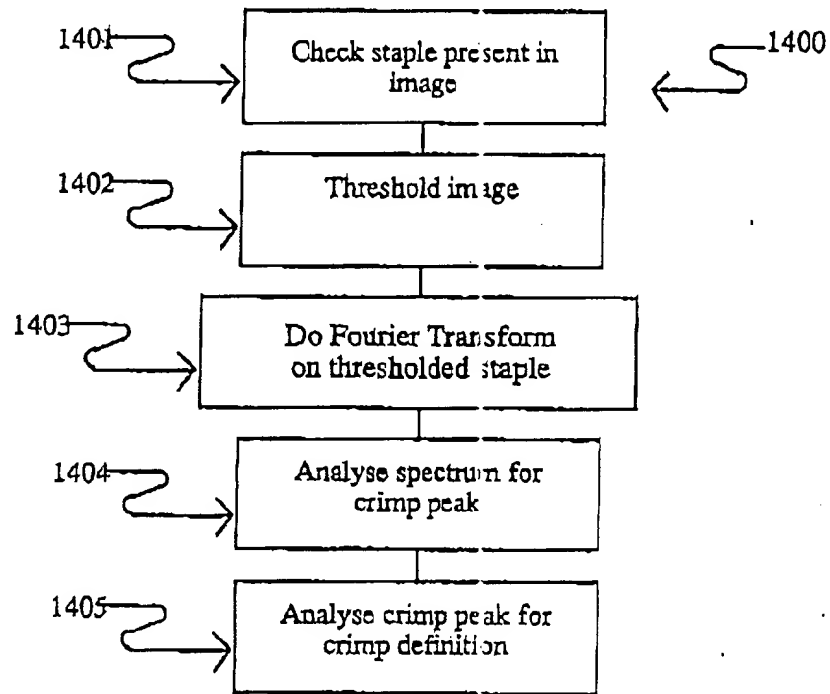 1401
Check staple present in
image
1400
1402
Threshold image
1403
Do Fourier Transform
on thresholded staple
1404
Analyse spectrum for
crimp peak
1405
Analyse crimp peak for
crimp definition